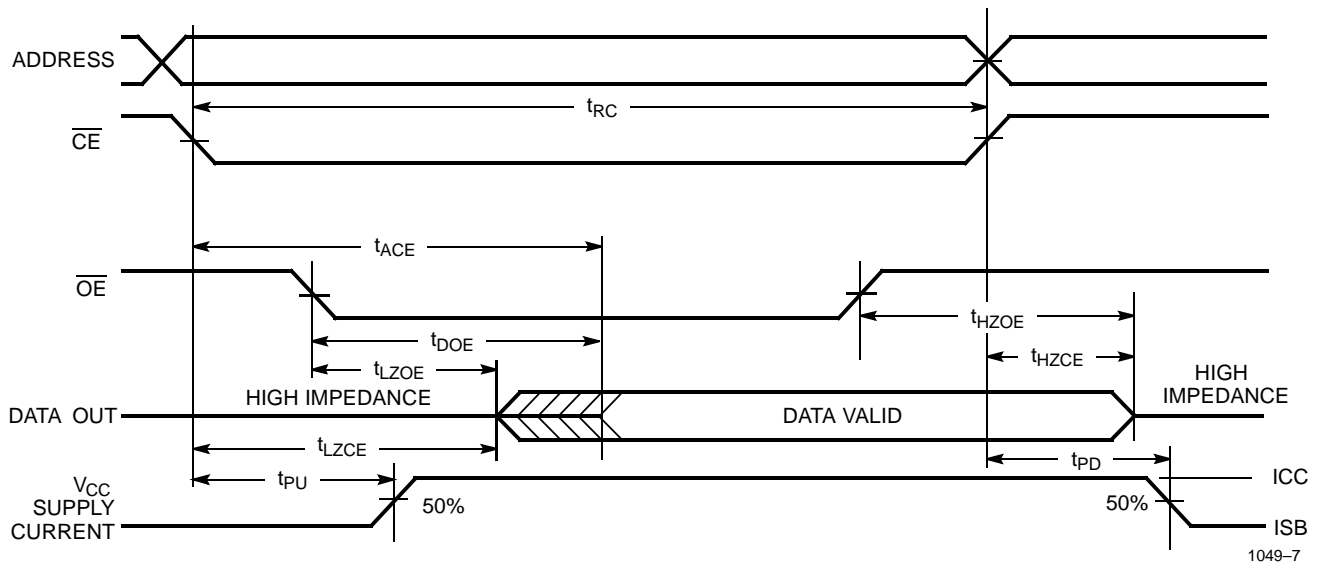 ADDRESS
tRC
CE
tACE
OE
tHZOE
tDOE
tHZCE
tLZOE
HIGH IMPEDANCE
HIGH
IMPEDANCE
DATA OUT
DATA VALID
tLZCE
tPD
tPU
VCC
SUPPLY
CURRENT
50%
50%
ICC
ISB
1049–7